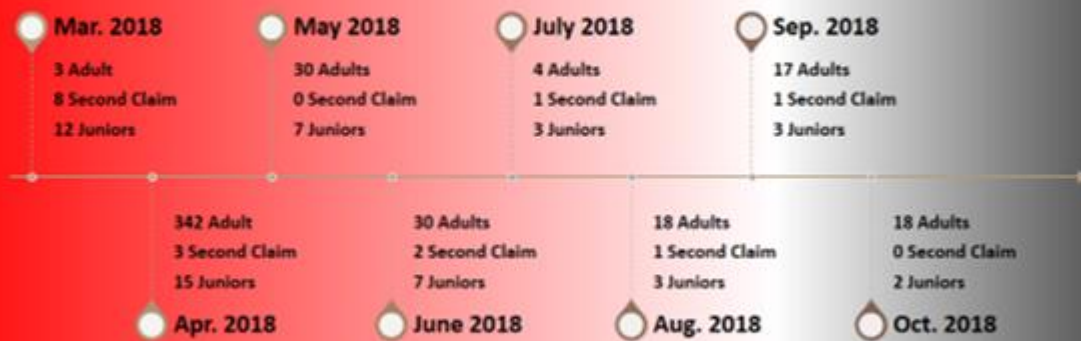 Mar. 2018
3 Adult
8 Second Claim
12 Juniors
May 2018
30 Adults
0 Second Claim
7 Juniors
July 2018
4 Adults
1 Second Claim
3 Juniors
Sep. 2018
17 Adults
1 Second Claim
3 Juniors
342 Adult
3 Second Claim
15 Juniors
Apr. 2018
30 Adults
2 Second Claim
7 Juniors
June 2018
18 Adults
1 Second Claim
3 Juniors
Aug. 2018
18 Adults
0 Second Claim
2 Juniors
Oct. 2018